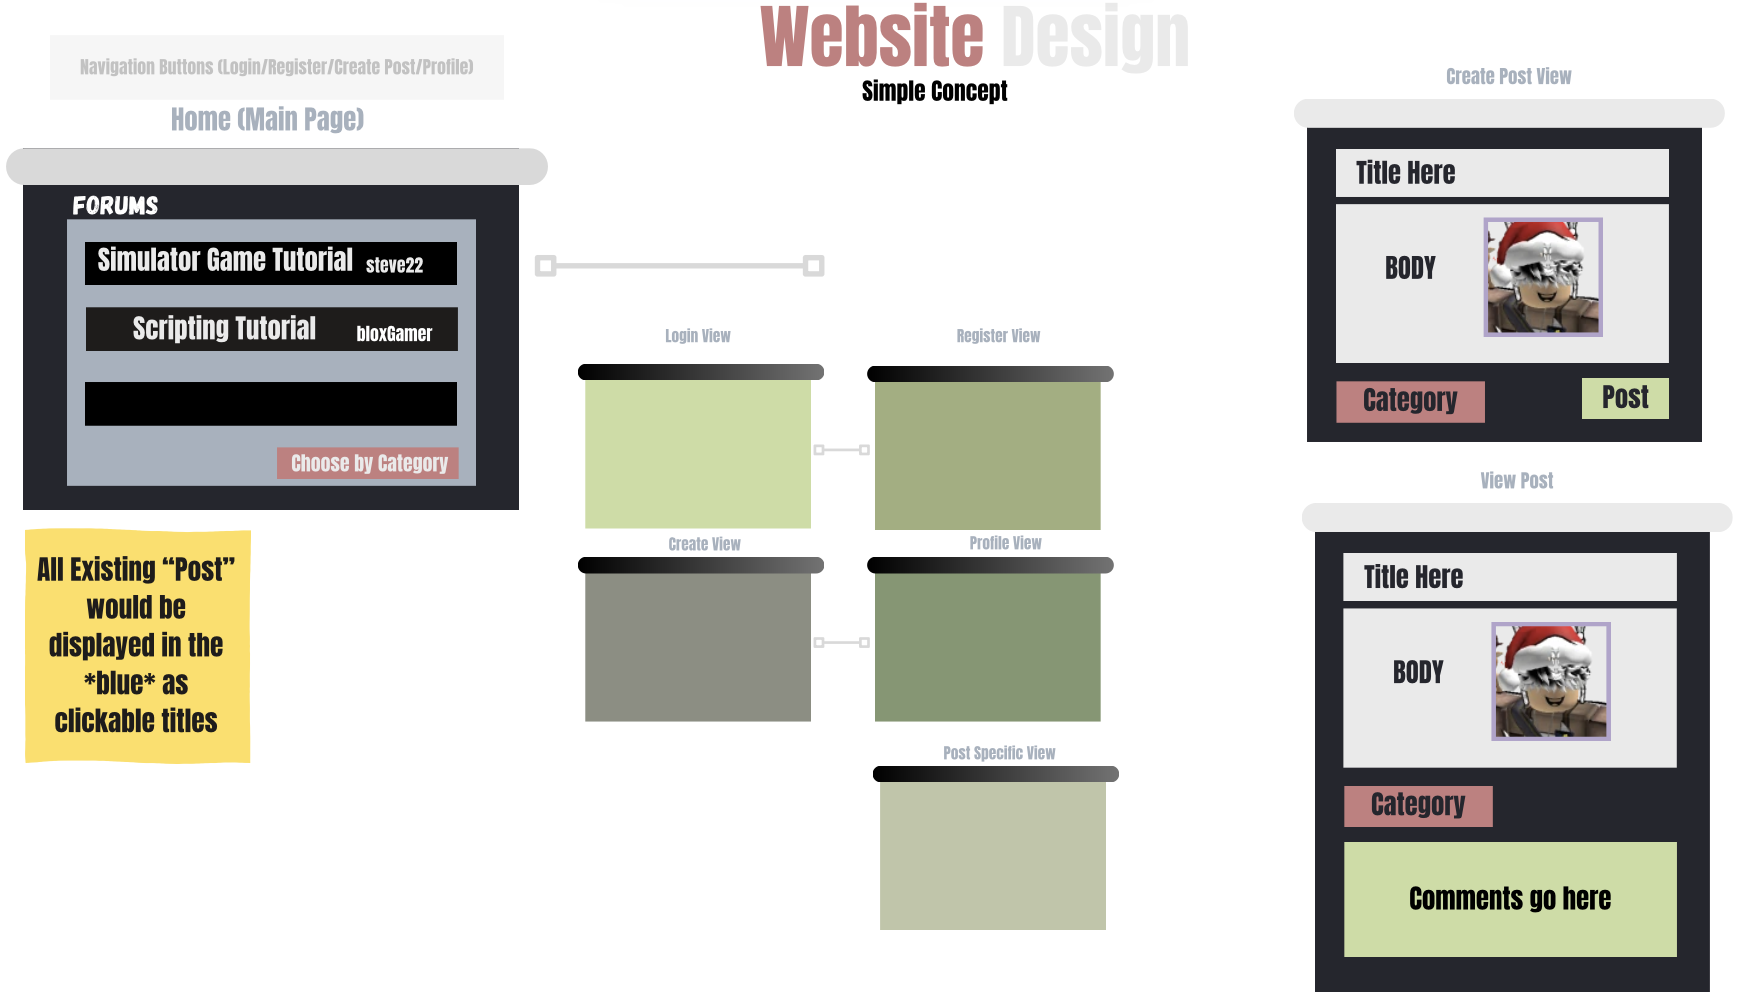 Website Design
Simple Concept
Navigation Buttons (Login/Register/Create Post/Profile)
Home (Main Page)
FORUMS
Simulator Game Tutorial steve22
Scripting Tutorial bloxGamer
Choose by Category
All Existing “Post”
would be
displayed in the
*blue* as
clickable titles
Login View
Register View
Create View
Profile View
Post Specific View
Create Post View
Title Here
BODY
Category
Post
View Post
Title Here
BODY
Category
Comments go here